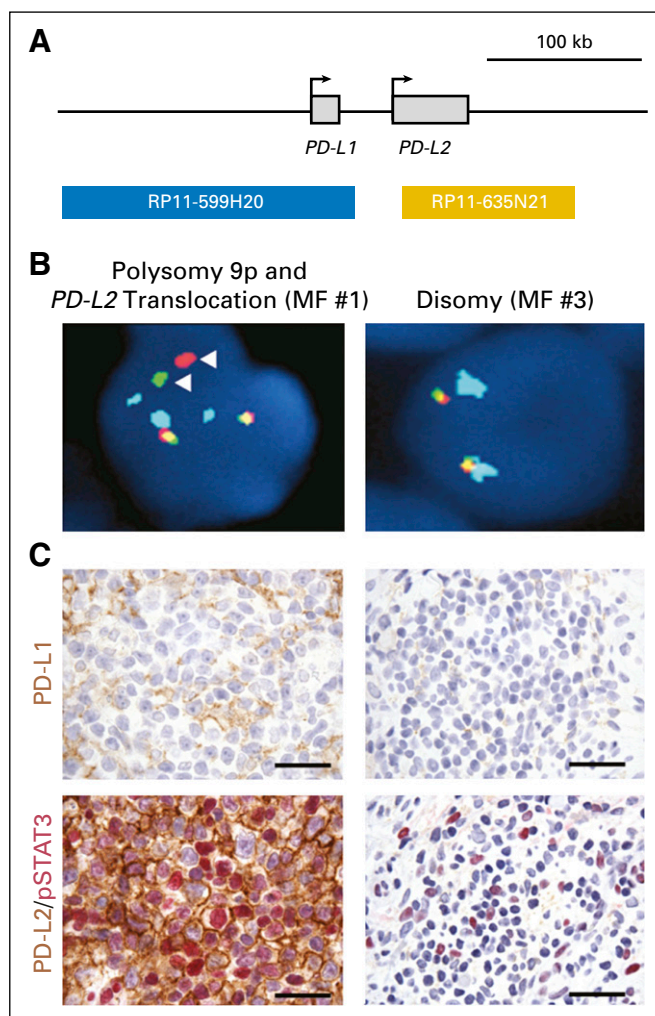 A
100 kb
PD-L1
PD-L2
RP11-599H20
RP11-635N21
B
Polysomy 9p and
PD-L2 Translocation (MF #1)
Disomy (MF #3)
C
PD-L1
PD-L2/pSTAT3